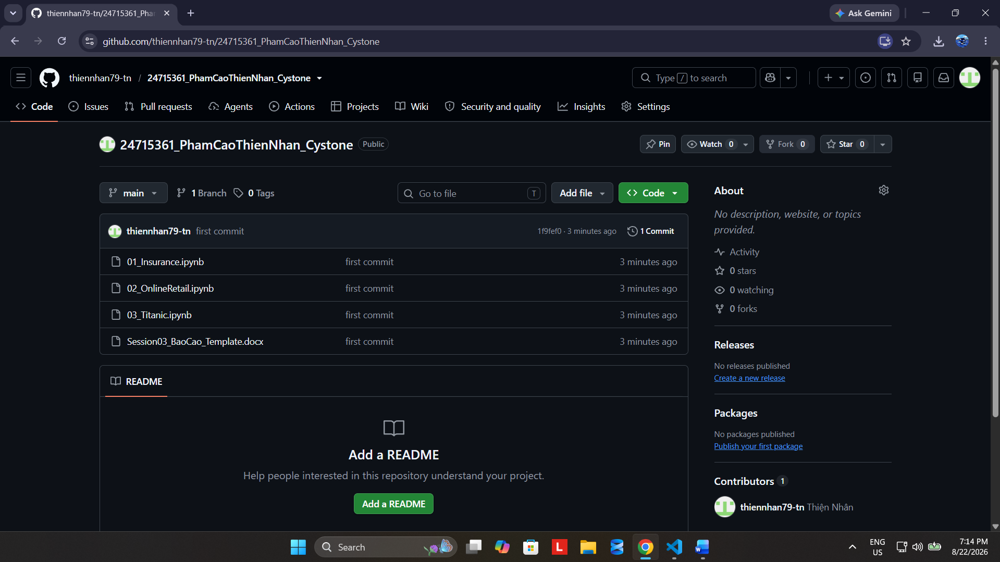 thiennhan79-tn/24715361_Phan
Ask Gemini
github.com/thiennhan79-tn/24715361_PhamCaoThienNhan_Cystone
thiennhan79-tn / 24715361_PhamCaoThienNhan_Cystone
Type / to search
Code Issues Pull requests Agents Actions Projects Wiki Security and quality Insights Settings
24715361_PhamCaoThienNhan_Cystone Public
Pin Watch 0 Fork 0 Star 0
main 1 Branch 0 Tags
Go to file T
Add file
Code
thiennhan79-tn first commit 1f9fef0 · 3 minutes ago 1 Commit
01_Insurance.ipynb first commit 3 minutes ago
02_OnlineRetail.ipynb first commit 3 minutes ago
03_Titanic.ipynb first commit 3 minutes ago
Session03_BaoCao_Template.docx first commit 3 minutes ago
README
Add a README
Help people interested in this repository understand your project.
Add a README
About
No description, website, or topics
provided.
Activity
0 stars
0 watching
0 forks
Releases
No releases published
Create a new release
Packages
No packages published
Publish your first package
Contributors 1
thiennhan79-tn Thiện Nhân
Search
L
W
ENG
US
7:14 PM
8/22/2026